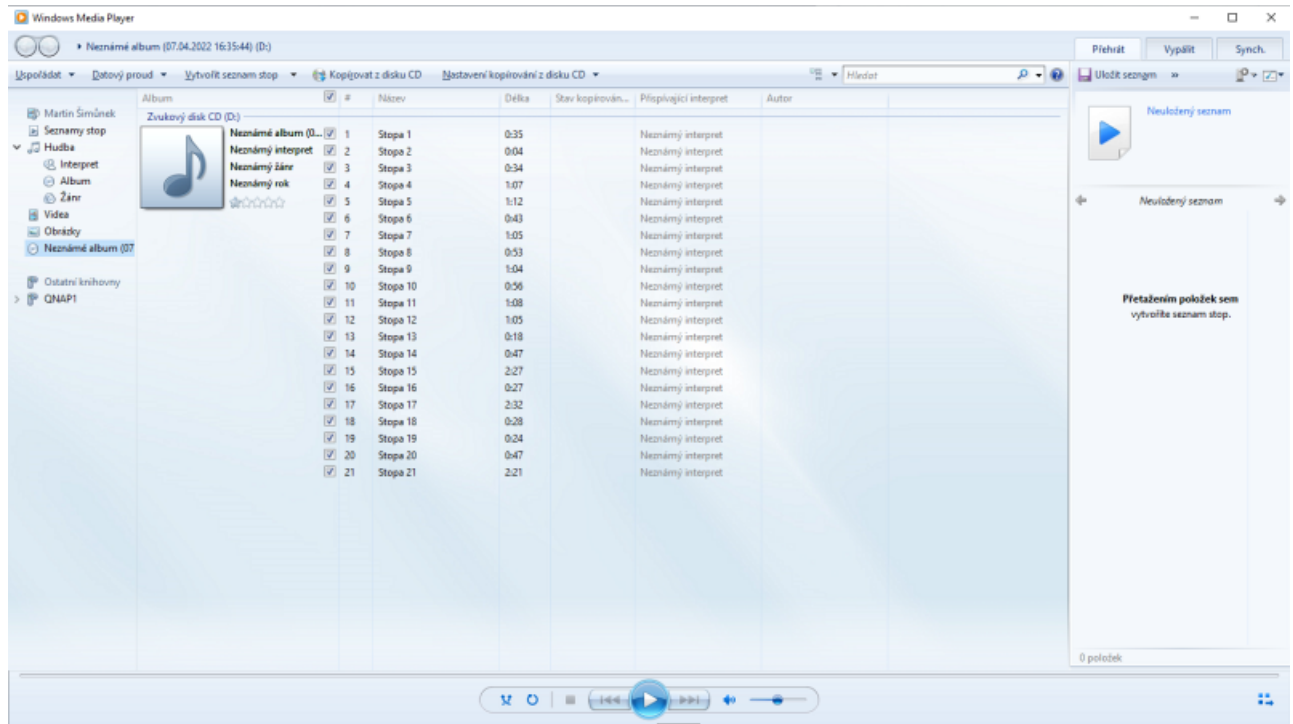 Windows Media Player
Neznámé album (07.04.2022 16:35:44) (D:)
Přehrát Vypálit Synch.
Uspořádat Datový proud Vytvořit seznam stop Kopírovat z disku CD Nastavení kopírování z disku CD Hledat Uložit seznam »
Album # Název Délka Stav kopírován... Přispívající interpret Autor
Martin Šimůnek
Seznamy stop
Hudba
Interpret
Album
Žánr
Videa
Obrázky
Neznámé album (07
Ostatní knihovny
QNAP1
Zvukový disk CD (D:)
Neznámé album (0...
Neznámý interpret
Neznámý žánr
Neznámý rok
1 Stopa 1 0:35 Neznámý interpret
2 Stopa 2 0:04 Neznámý interpret
3 Stopa 3 0:34 Neznámý interpret
4 Stopa 4 1:07 Neznámý interpret
5 Stopa 5 1:12 Neznámý interpret
6 Stopa 6 0:43 Neznámý interpret
7 Stopa 7 1:05 Neznámý interpret
8 Stopa 8 0:53 Neznámý interpret
9 Stopa 9 1:04 Neznámý interpret
10 Stopa 10 0:56 Neznámý interpret
11 Stopa 11 1:08 Neznámý interpret
12 Stopa 12 1:05 Neznámý interpret
13 Stopa 13 0:18 Neznámý interpret
14 Stopa 14 0:47 Neznámý interpret
15 Stopa 15 2:27 Neznámý interpret
16 Stopa 16 0:27 Neznámý interpret
17 Stopa 17 2:32 Neznámý interpret
18 Stopa 18 0:28 Neznámý interpret
19 Stopa 19 0:24 Neznámý interpret
20 Stopa 20 0:47 Neznámý interpret
21 Stopa 21 2:21 Neznámý interpret
Neuložený seznam
Neuložený seznam
Přetažením položek sem
vytvoříte seznam stop.
0 položek